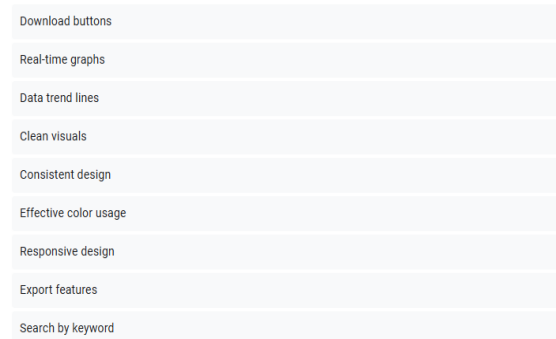 Download buttons
Real-time graphs
Data trend lines
Clean visuals
Consistent design
Effective color usage
Responsive design
Export features
Search by keyword